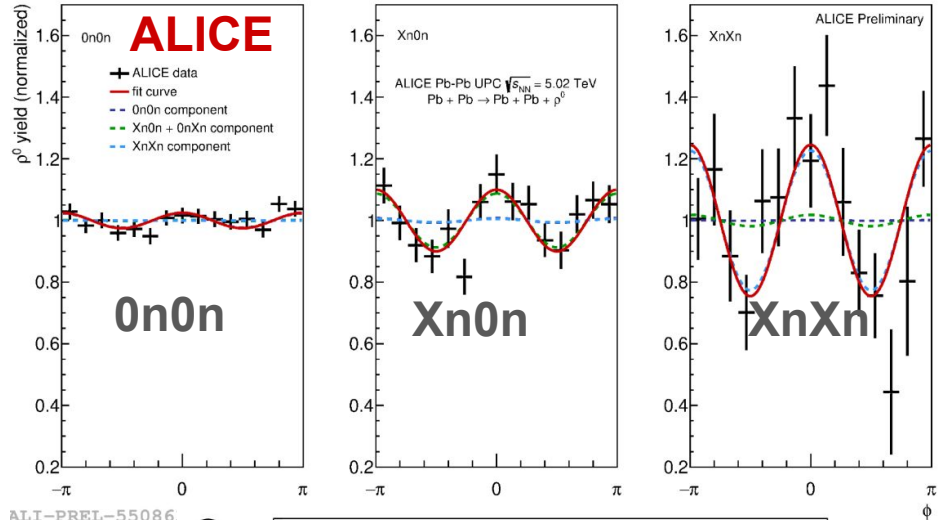 ρ⁰ yield (normalized)
0n0n
ALICE
ALICE data
fit curve
0n0n component
Xn0n + 0nXn component
XnXn component
1.6
1.4
1.2
1
0.8
0.6
0.4
0.2
0n0n
−π
0
π
Xn0n
ALICE Pb-Pb UPC √sNN = 5.02 TeV
Pb + Pb → Pb + Pb + ρ⁰
1.6
1.4
1.2
1
0.8
0.6
0.4
0.2
Xn0n
−π
0
π
ALICE Preliminary
XnXn
1.6
1.4
1.2
1
0.8
0.6
0.4
0.2
XnXn
−π
0
π
ϕ
ALI-PREL-55086